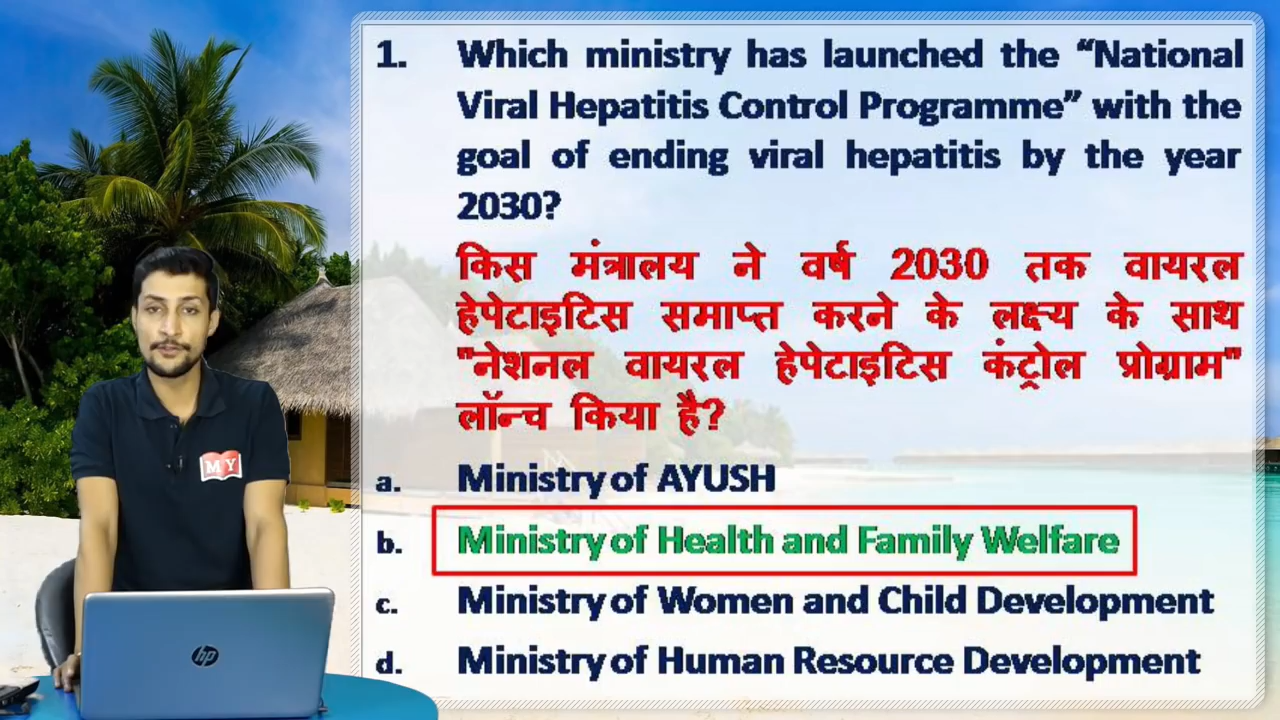 1. Which ministry has launched the “National
Viral Hepatitis Control Programme” with the
goal of ending viral hepatitis by the year
2030?
किस मंत्रालय ने वर्ष 2030 तक वायरल
हेपेटाइटिस समाप्त करने के लक्ष्य के साथ
"नेशनल वायरल हेपेटाइटिस कंट्रोल प्रोग्राम"
लॉन्च किया है?
a. Ministry of AYUSH
b. Ministry of Health and Family Welfare
c. Ministry of Women and Child Development
d. Ministry of Human Resource Development
MY
hp